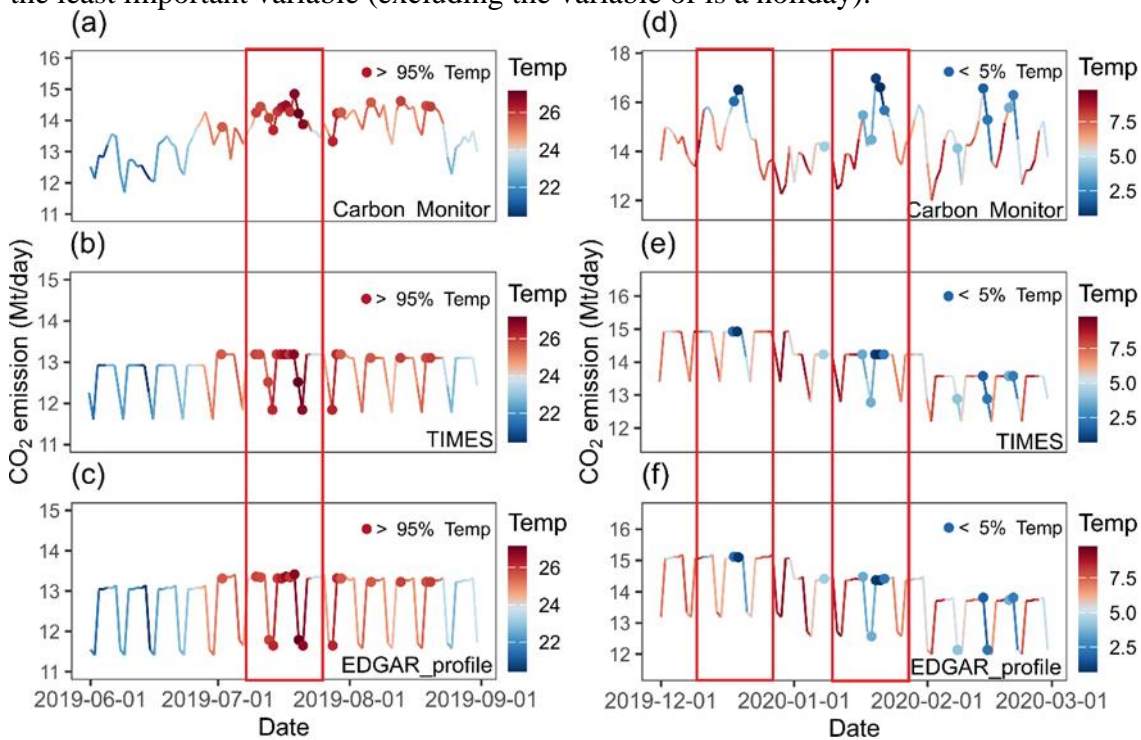 the least important variable (excluding the variable of is a holiday).
(a)
16
15
14
13
12
11
> 95% Temp
Carbon Monitor
Temp
26
24
22
(b)
15
14
13
12
11
> 95% Temp
TIMES
Temp
26
24
22
CO2 emission (Mt/day)
(c)
15
14
13
12
11
> 95% Temp
EDGAR_profile
Temp
26
24
22
2019-06-01 2019-07-01 2019-08-01 2019-09-01
Date
(d)
18
16
14
12
< 5% Temp
Carbon Monitor
Temp
7.5
5.0
2.5
(e)
16
15
14
13
12
< 5% Temp
TIMES
Temp
7.5
5.0
2.5
CO2 emission (Mt/day)
(f)
16
15
14
13
12
< 5% Temp
EDGAR_profile
Temp
7.5
5.0
2.5
2019-12-01 2020-01-01 2020-02-01 2020-03-01
Date